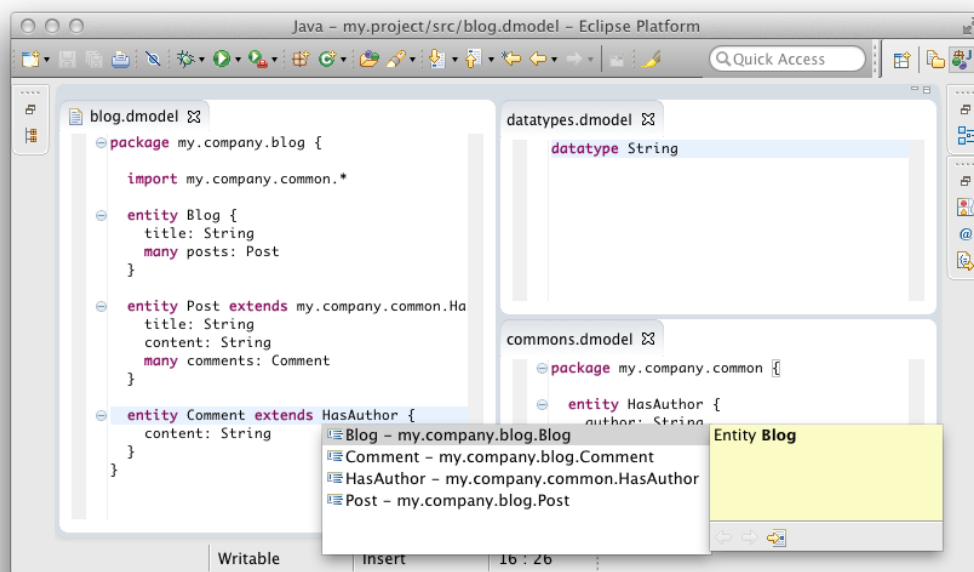 Java – my.project/src/blog.dmodel – Eclipse Platform
Quick Access
blog.dmodel
package my.company.blog {
import my.company.common.*
entity Blog {
title: String
many posts: Post
}
entity Post extends my.company.common.Ha
title: String
content: String
many comments: Comment
}
entity Comment extends HasAuthor {
content: String
}
}
datatypes.dmodel
datatype String
commons.dmodel
package my.company.common {
entity HasAuthor {
author: String
Blog – my.company.blog.Blog
Comment – my.company.blog.Comment
HasAuthor – my.company.common.HasAuthor
Post – my.company.blog.Post
Entity Blog
Writable
Insert
16 : 26